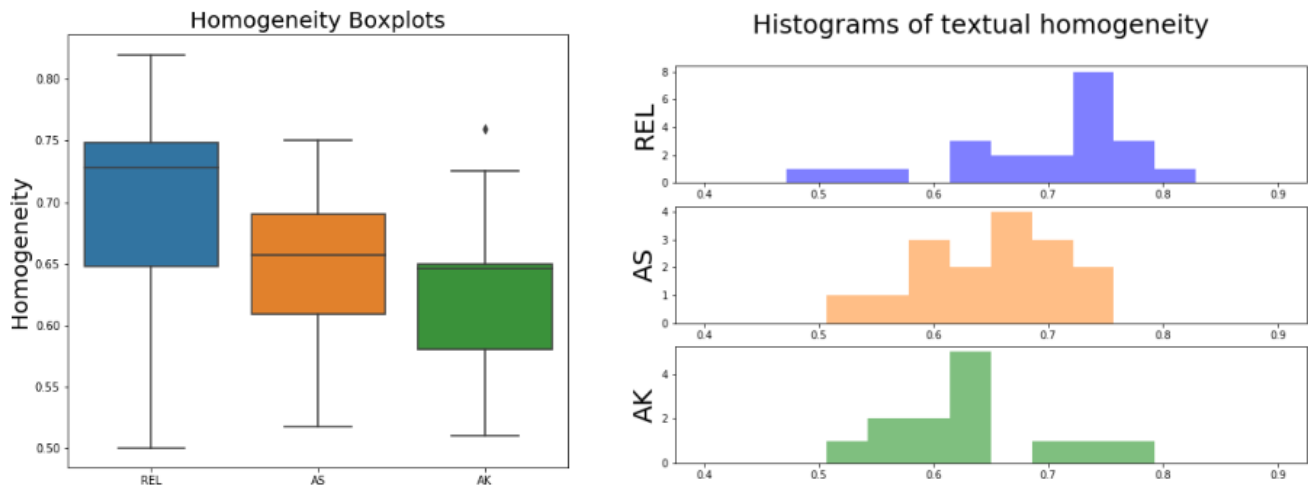 Homogeneity Boxplots
Homogeneity
0.80
0.75
0.70
0.65
0.60
0.55
0.50
REL AS AK
Histograms of textual homogeneity
REL
8
6
4
2
0
0.4 0.5 0.6 0.7 0.8 0.9
AS
4
3
2
1
0
0.4 0.5 0.6 0.7 0.8 0.9
AK
4
2
0
0.4 0.5 0.6 0.7 0.8 0.9